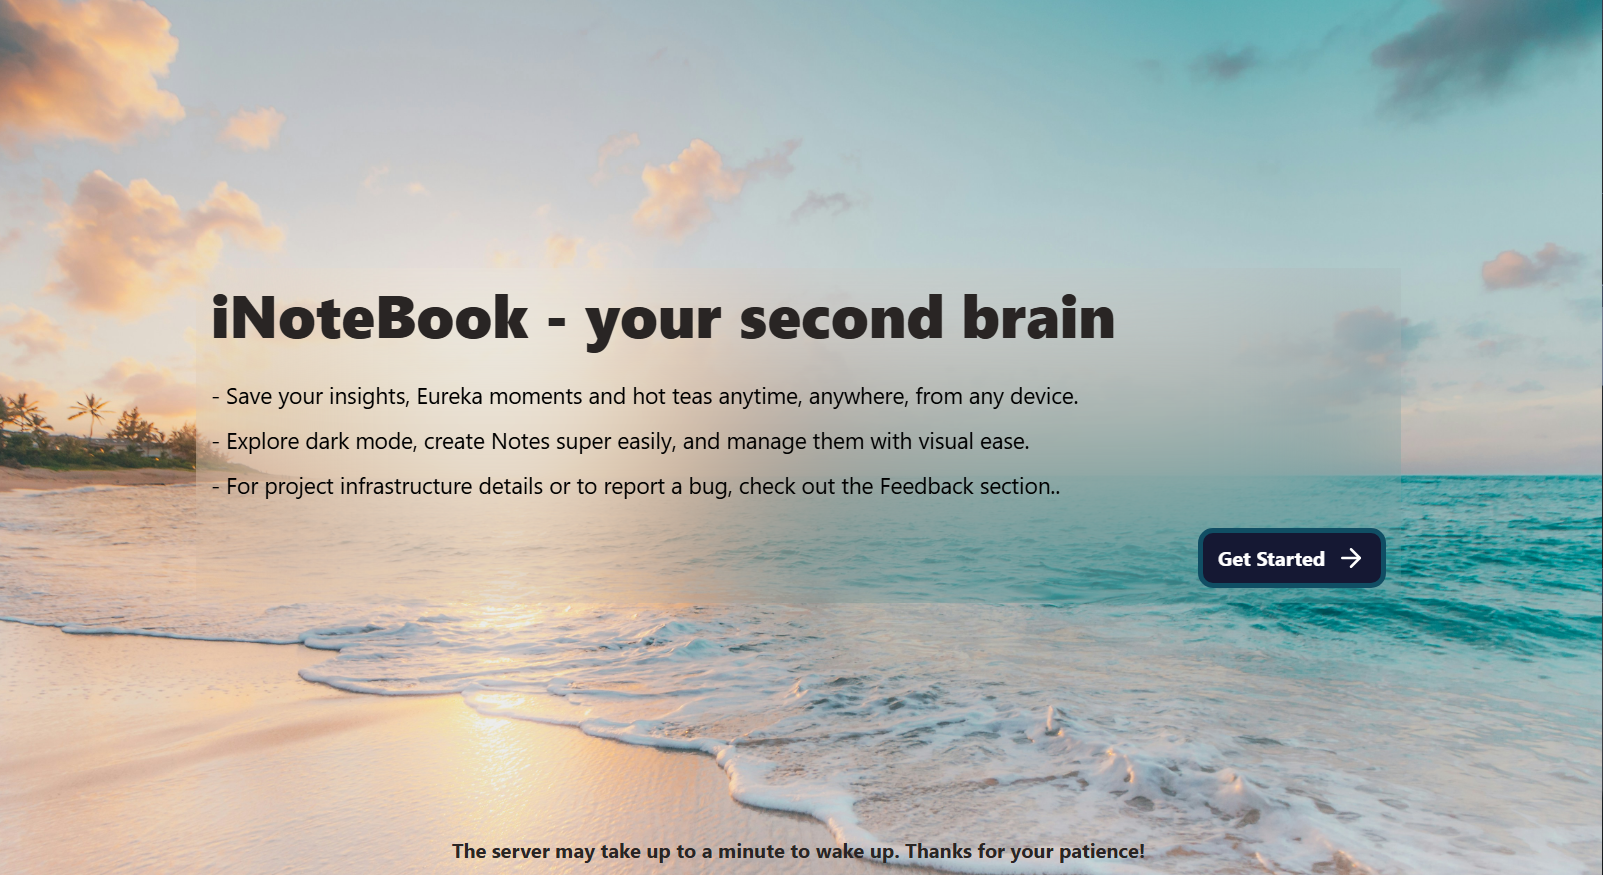 iNoteBook - your second brain
- Save your insights, Eureka moments and hot teas anytime, anywhere, from any device.
- Explore dark mode, create Notes super easily, and manage them with visual ease.
- For project infrastructure details or to report a bug, check out the Feedback section..
Get Started
The server may take up to a minute to wake up. Thanks for your patience!